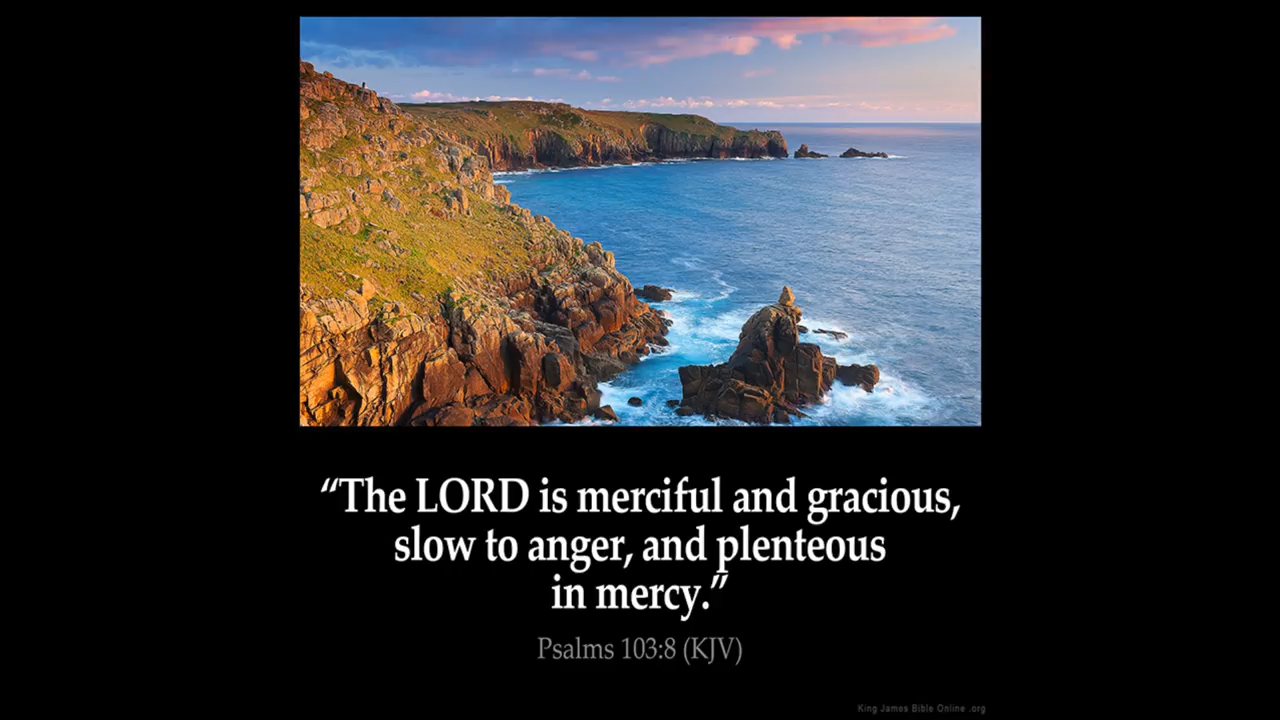 “The LORD is merciful and gracious,
slow to anger, and plenteous
in mercy.”
Psalms 103:8 (KJV)
King James Bible Online .org